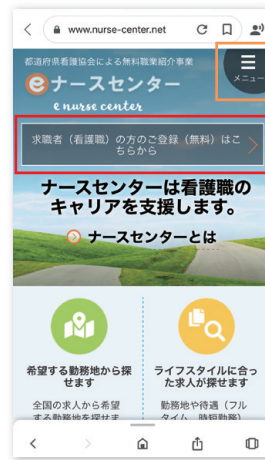 www.nurse-center.net
都道府県看護協会による無料職業紹介事業
eナースセンター
e nurse center
メニュー
求職者（看護職）の方のご登録（無料）はこ
ちらから
ナースセンターは看護職の
キャリアを支援します。
ナースセンターとは
希望する勤務地から探
せます
全国の求人から希望
する勤務地を探せま
ライフスタイルに合っ
た求人が探せます
勤務地や待遇（フル
タイム、時短勤務）